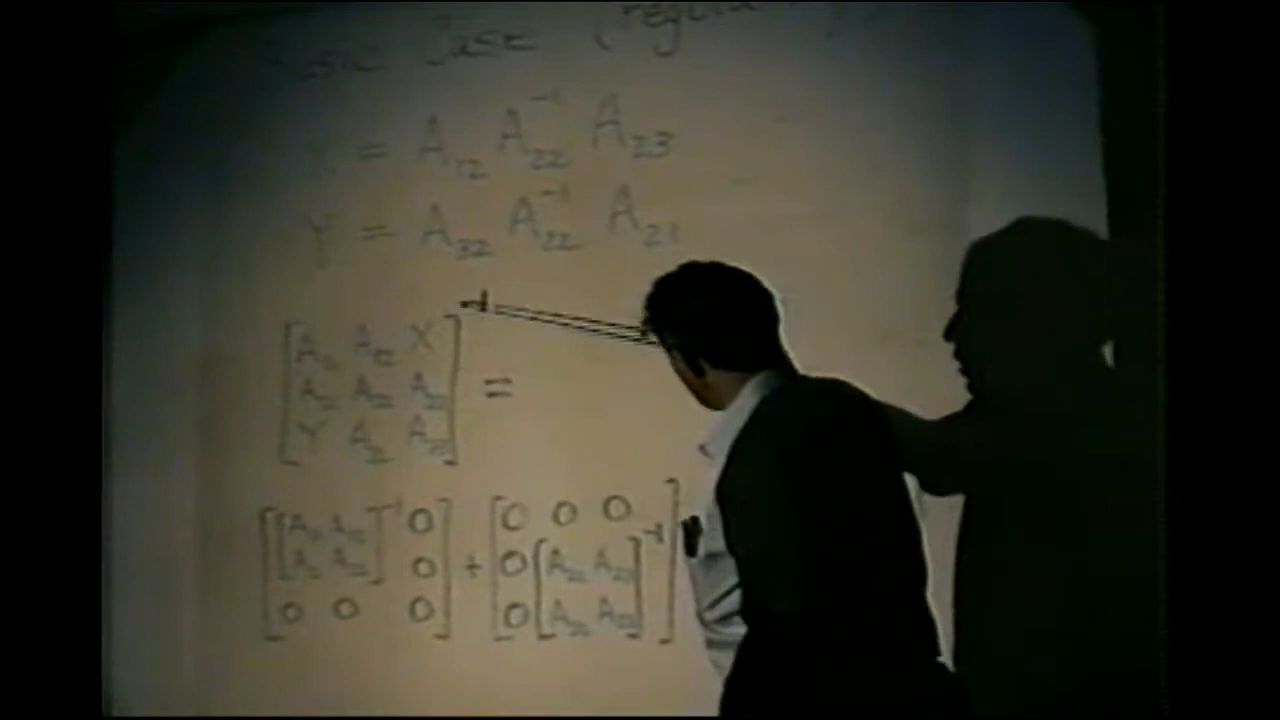 Basic Case
X = A₁₂ A₂₂⁻¹ A₂₃
Y = A₃₂ A₂₂⁻¹ A₂₁
[A₁₁ A₁₂ X]⁻¹
[A₂₁ A₂₂ A₂₃] =
[Y A₃₂ A₃₃]
[[A₁₁ A₁₂]⁻¹ 0] [0 0 0]
[[A₂₁ A₂₂] 0] + [0 [A₂₂ A₂₃]⁻¹]
[0 0 0] [0 [A₃₂ A₃₃]]